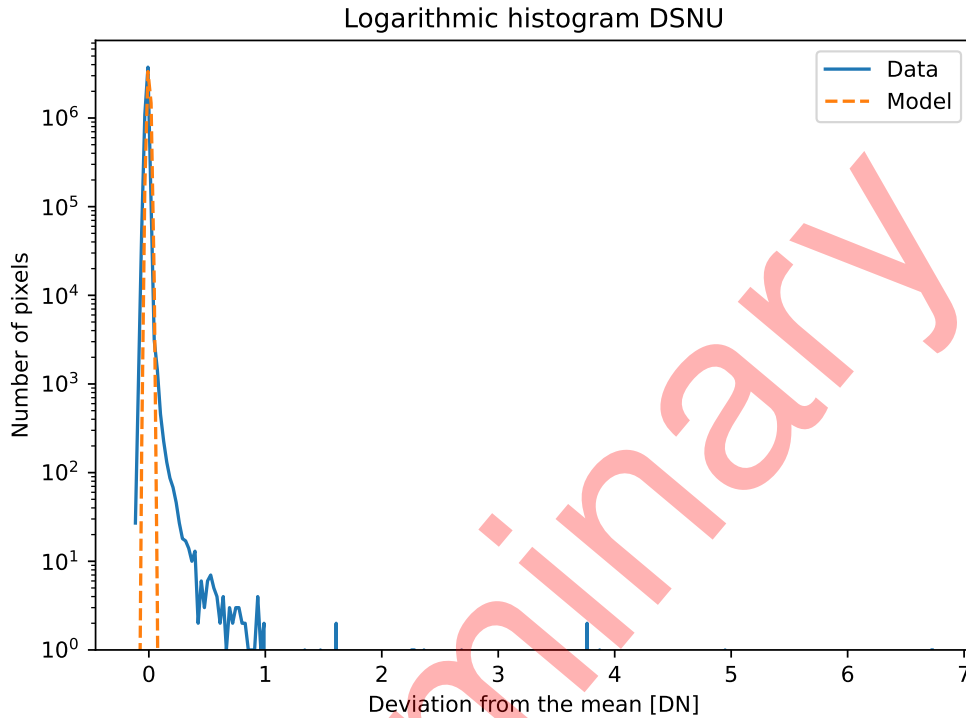 Logarithmic histogram DSNU
Data
Model
Number of pixels
10^6
10^5
10^4
10^3
10^2
10^1
10^0
0 1 2 3 4 5 6 7
Deviation from the mean [DN]
minary